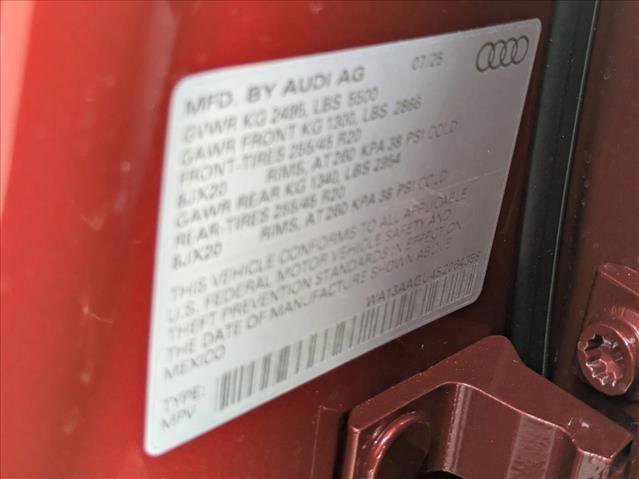 MFD. BY AUDI AG 07/25
GVWR KG 2495, LBS 5500
GAWR FRONT KG 1300, LBS 2866
FRONT-TIRES 255/45 R20
8JX20 RIMS, AT 260 KPA 38 PSI COLD
GAWR REAR KG 1340, LBS 2954
REAR-TIRES 255/45 R20
8JX20 RIMS, AT 260 KPA 38 PSI COLD
THIS VEHICLE CONFORMS TO ALL APPLICABLE
U.S. FEDERAL MOTOR VEHICLE SAFETY AND
THEFT PREVENTION STANDARDS IN EFFECTION
THE DATE OF MANUFACTURE SHOWN ABOVE
MEXICO
TYPE:
MPV